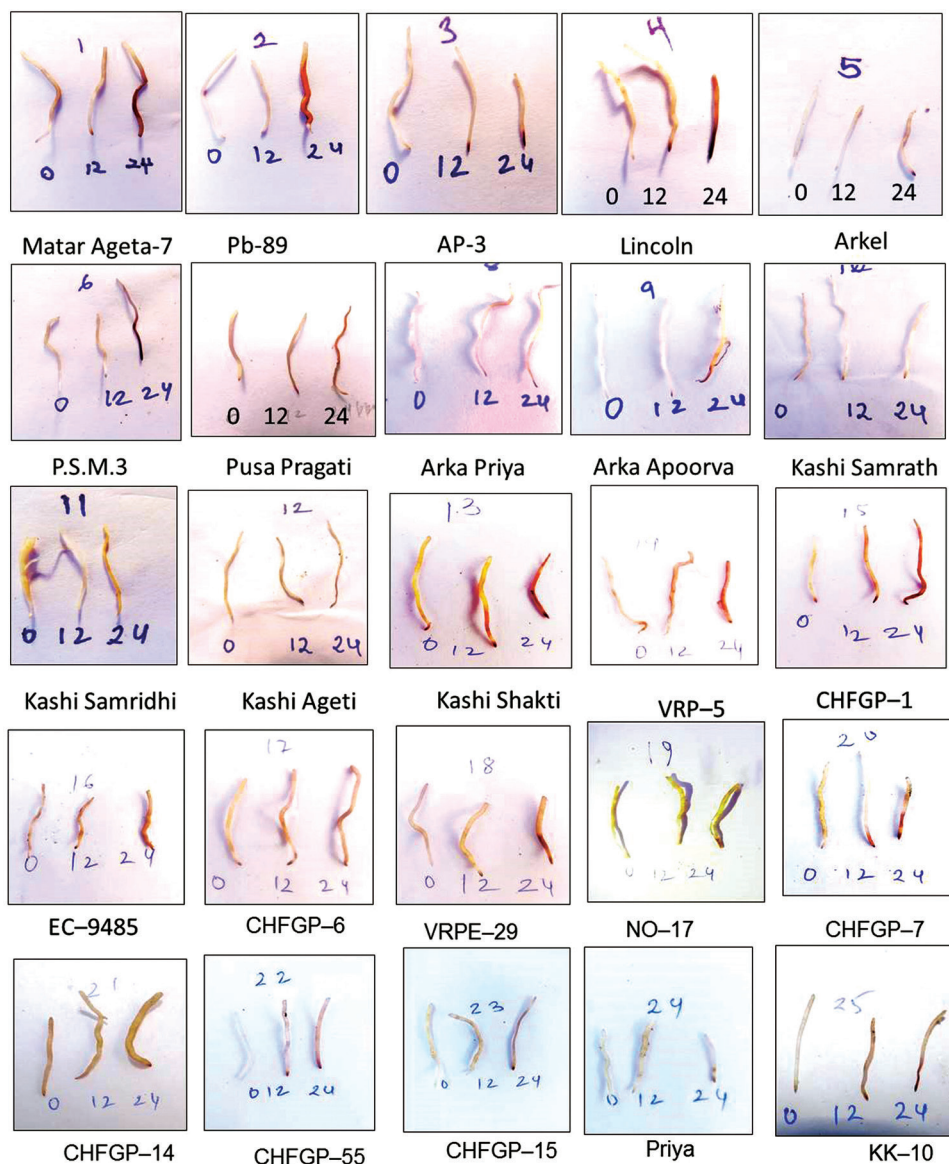 1
0 12 24
2
0 12 24
3
0 12 24
4
0 12 24
5
0 12 24
Matar Ageta-7
Pb-89
AP-3
Lincoln
Arkel
6
0 12 24
0 12 24
0 12 24
9
0 12 24
0 12 24
P.S.M.3
Pusa Pragati
Arka Priya
Arka Apoorva
Kashi Samrath
11
0 12 24
12
0 12 24
13
0 12 24
0 12 24
15
0 12 24
Kashi Samridhi
Kashi Ageti
Kashi Shakti
VRP–5
CHFGP–1
16
0 12 24
17
0 12 24
18
0 12 24
19
0 12 24
20
0 12 24
EC–9485
CHFGP–6
VRPE–29
NO–17
CHFGP–7
21
0 12 24
22
0 12 24
23
0 12 24
24
0 12 24
25
0 12 24
CHFGP–14
CHFGP–55
CHFGP–15
Priya
KK–10